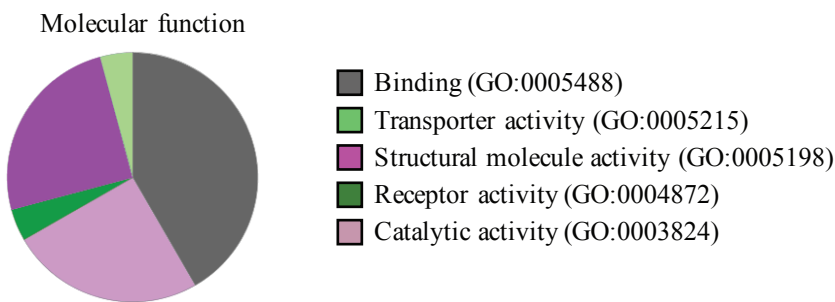 Molecular function
Binding (GO:0005488)
Transporter activity (GO:0005215)
Structural molecule activity (GO:0005198)
Receptor activity (GO:0004872)
Catalytic activity (GO:0003824)